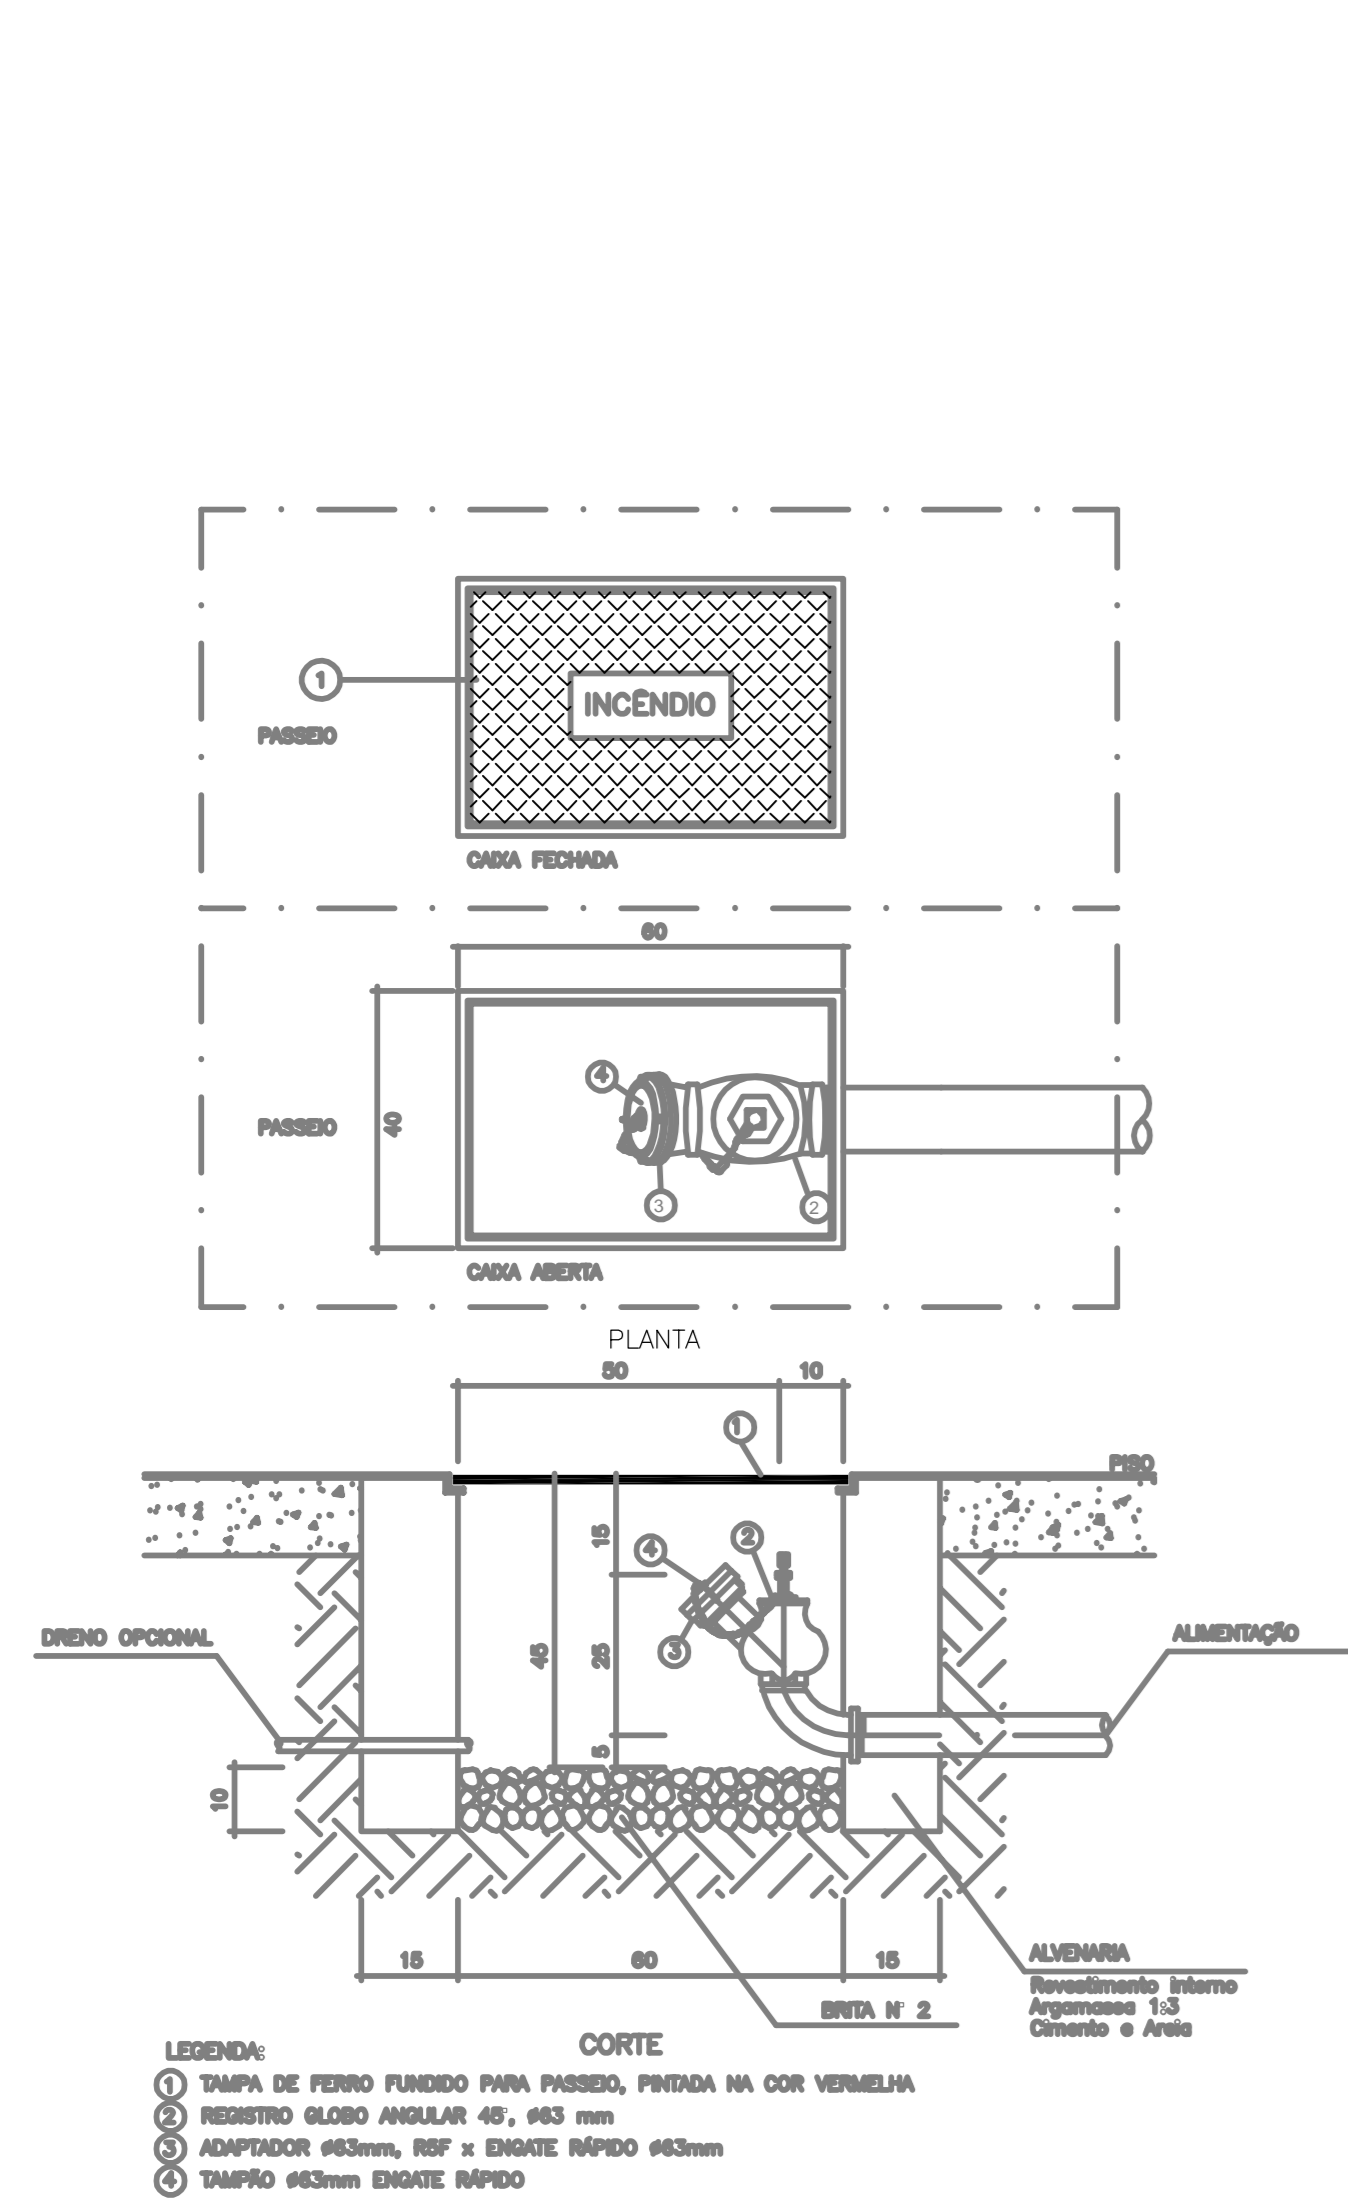 INCÊNDIO
1
PASSEIO
CAIXA FECHADA
60
4
PASSEIO
40
3
2
CAIXA ABERTA
PLANTA
50
10
1
PISO
15
4
2
DRENO OPCIONAL
45
25
3
ALIMENTAÇÃO
5
10
15
60
15
ALVENARIA
Revestimento interno
Argamassa 1:3
Cimento e Areia
BRITA N° 2
CORTE
LEGENDA:
1 TAMPA DE FERRO FUNDIDO PARA PASSEIO, PINTADA NA COR VERMELHA
2 REGISTRO GLOBO ANGULAR 45°, ø63 mm
3 ADAPTADOR ø63mm, RSF x ENGATE RÁPIDO ø63mm
4 TAMPÃO ø63mm ENGATE RÁPIDO